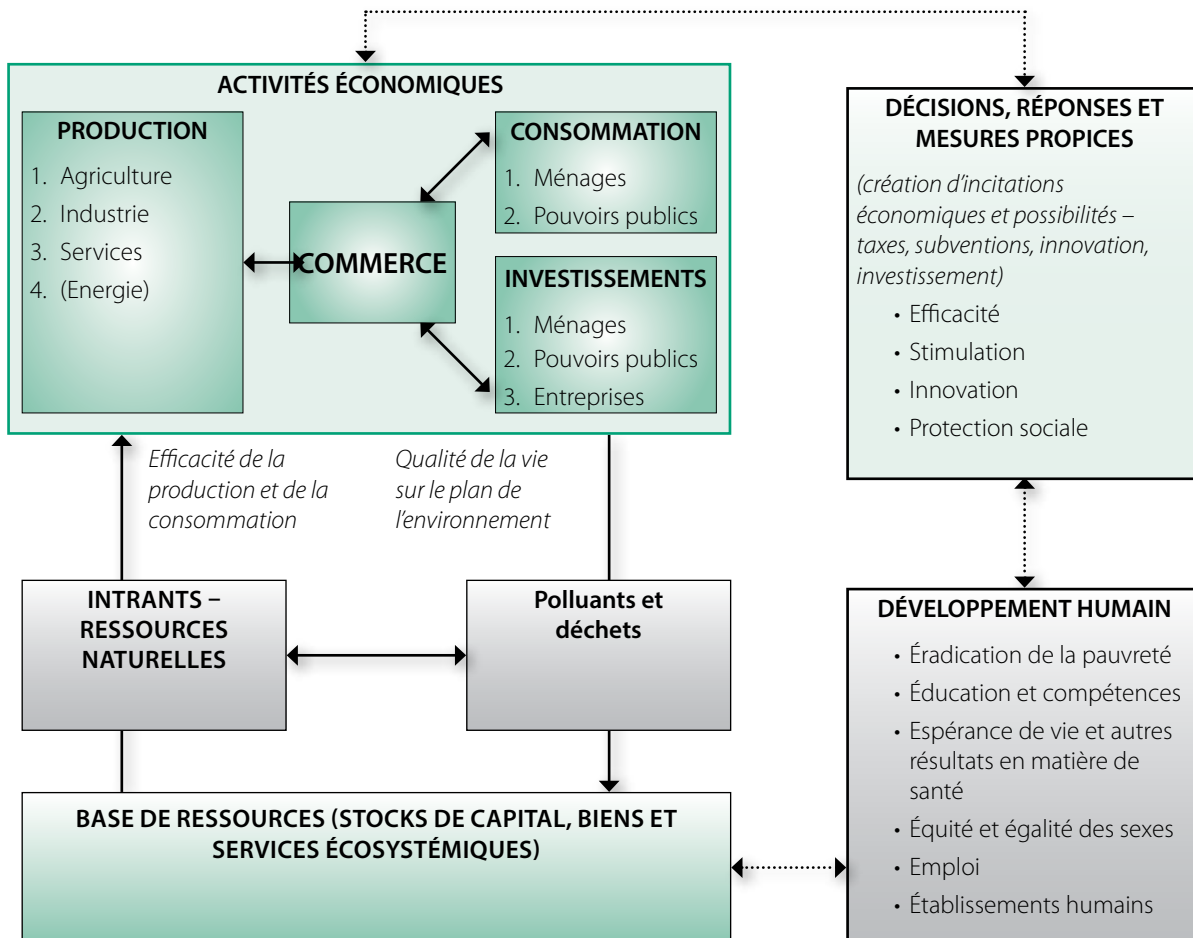 ACTIVITÉS ÉCONOMIQUES
PRODUCTION
1. Agriculture
2. Industrie
3. Services
4. (Energie)
COMMERCE
CONSOMMATION
1. Ménages
2. Pouvoirs publics
INVESTISSEMENTS
1. Ménages
2. Pouvoirs publics
3. Entreprises
DÉCISIONS, RÉPONSES ET
MESURES PROPICES
(création d’incitations
économiques et possibilités –
taxes, subventions, innovation,
investissement)
• Efficacité
• Stimulation
• Innovation
• Protection sociale
Efficacité de la
production et de la
consommation
Qualité de la vie
sur le plan de
l’environnement
INTRANTS –
RESSOURCES
NATURELLES
Polluants et
déchets
DÉVELOPPEMENT HUMAIN
• Éradication de la pauvreté
• Éducation et compétences
• Espérance de vie et autres
résultats en matière de
santé
• Équité et égalité des sexes
• Emploi
• Établissements humains
BASE DE RESSOURCES (STOCKS DE CAPITAL, BIENS ET
SERVICES ÉCOSYSTÉMIQUES)